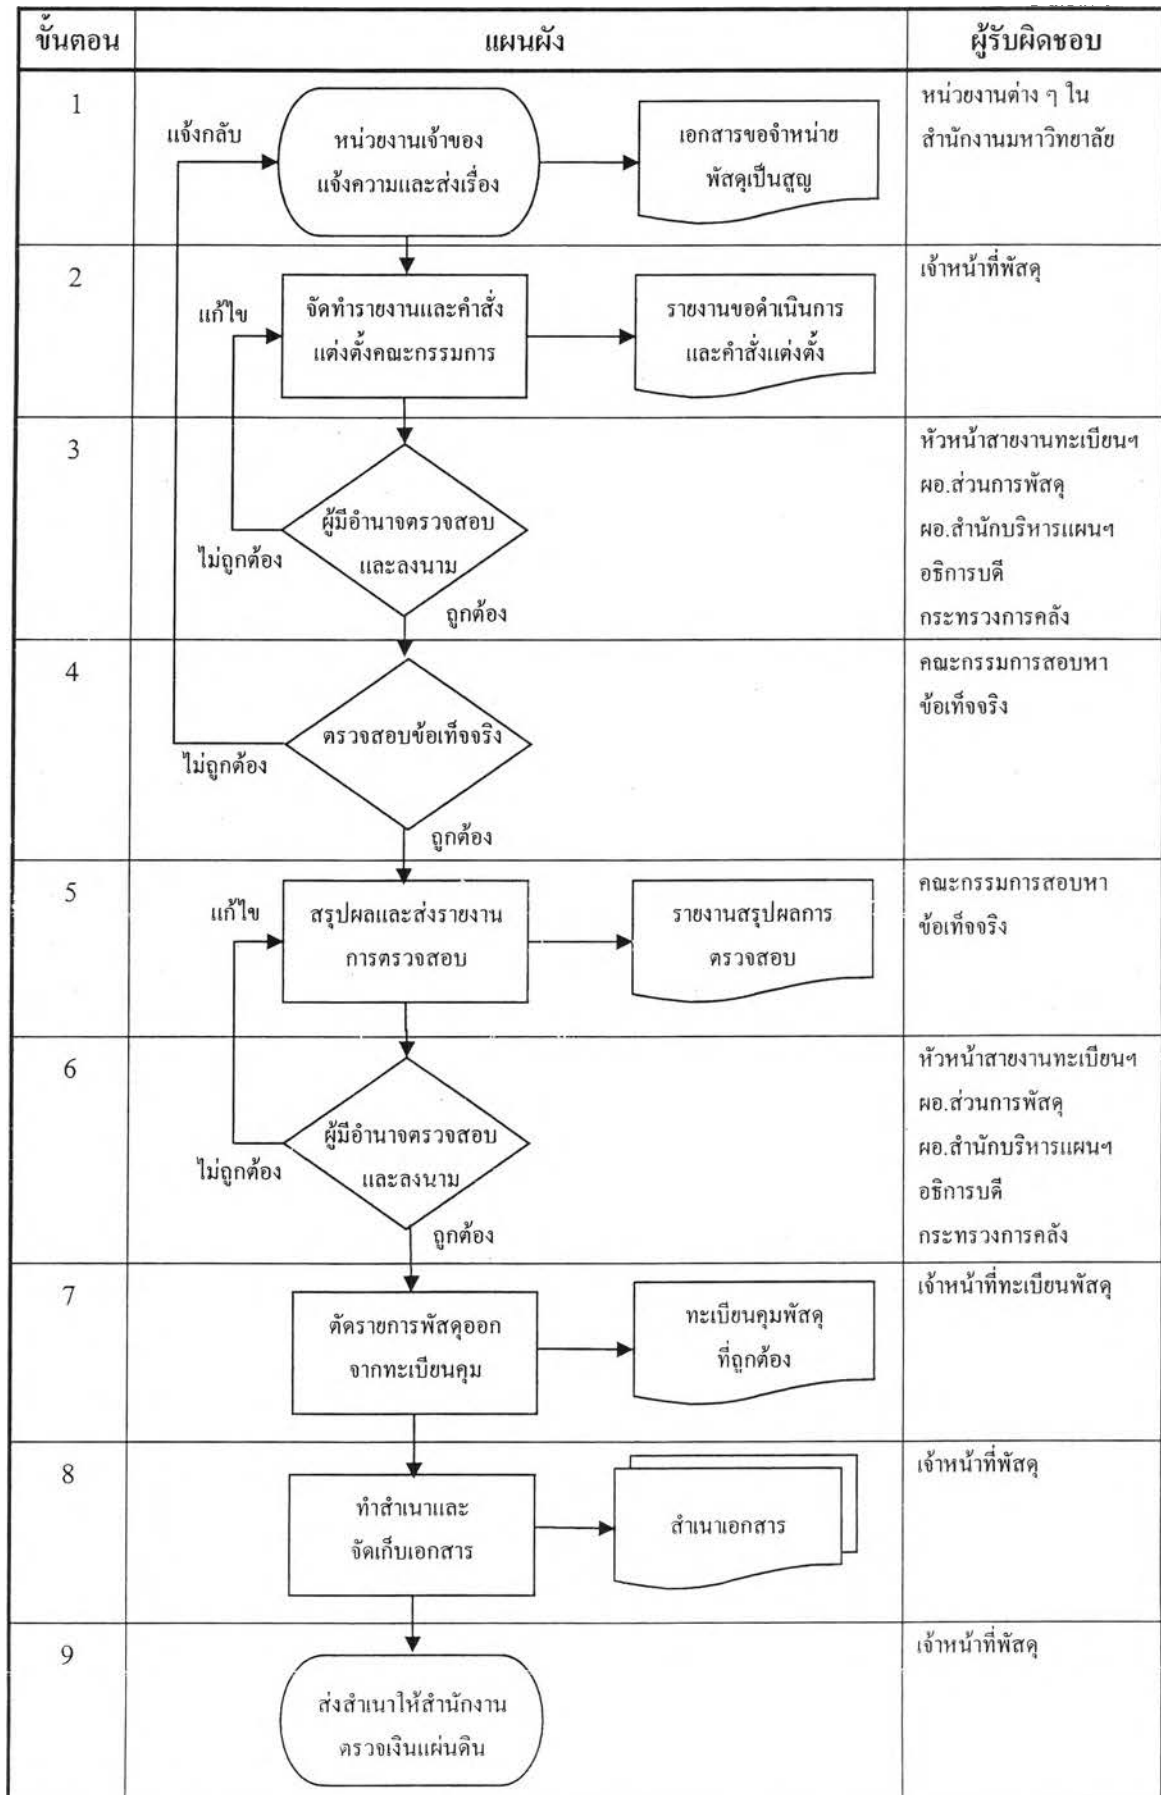 ขั้นตอน
แผนผัง
ผู้รับผิดชอบ
1
แจ้งกลับ
หน่วยงานเจ้าของ
แจ้งความและส่งเรื่อง
เอกสารขอจำหน่าย
พัสดุเป็นสูญ
หน่วยงานต่าง ๆ ใน
สำนักงานมหาวิทยาลัย
2
แก้ไข
จัดทำรายงานและคำสั่ง
แต่งตั้งคณะกรรมการ
รายงานขอดำเนินการ
และคำสั่งแต่งตั้ง
เจ้าหน้าที่พัสดุ
3
ผู้มีอำนาจตรวจสอบ
และลงนาม
ไม่ถูกต้อง
ถูกต้อง
หัวหน้าสายงานทะเบียนฯ
ผอ.ส่วนการพัสดุ
ผอ.สำนักบริหารแผนฯ
อธิการบดี
กระทรวงการคลัง
4
ตรวจสอบข้อเท็จจริง
ไม่ถูกต้อง
ถูกต้อง
คณะกรรมการสอบหา
ข้อเท็จจริง
5
แก้ไข
สรุปผลและส่งรายงาน
การตรวจสอบ
รายงานสรุปผลการ
ตรวจสอบ
คณะกรรมการสอบหา
ข้อเท็จจริง
6
ผู้มีอำนาจตรวจสอบ
และลงนาม
ไม่ถูกต้อง
ถูกต้อง
หัวหน้าสายงานทะเบียนฯ
ผอ.ส่วนการพัสดุ
ผอ.สำนักบริหารแผนฯ
อธิการบดี
กระทรวงการคลัง
7
ตัดรายการพัสดุออก
จากทะเบียนคุม
ทะเบียนคุมพัสดุ
ที่ถูกต้อง
เจ้าหน้าที่ทะเบียนพัสดุ
8
ทำสำเนาและ
จัดเก็บเอกสาร
สำเนาเอกสาร
เจ้าหน้าที่พัสดุ
9
ส่งสำเนาให้สำนักงาน
ตรวจเงินแผ่นดิน
เจ้าหน้าที่พัสดุ